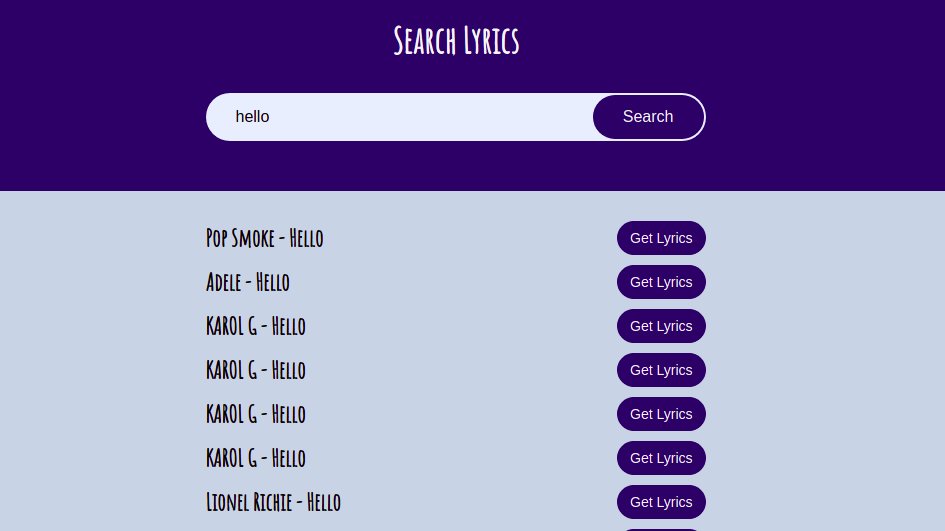 Search Lyrics
hello Search
Pop Smoke - Hello Get Lyrics
Adele - Hello Get Lyrics
KAROL G - Hello Get Lyrics
KAROL G - Hello Get Lyrics
KAROL G - Hello Get Lyrics
KAROL G - Hello Get Lyrics
Lionel Richie - Hello Get Lyrics